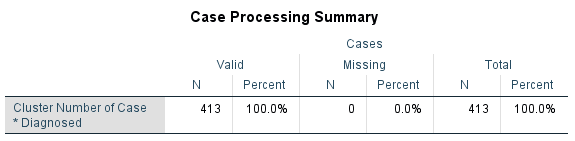 Case Processing Summary
Cases
Valid Missing Total
N Percent N Percent N Percent
Cluster Number of Case 413 100.0% 0 0.0% 413 100.0%
* Diagnosed